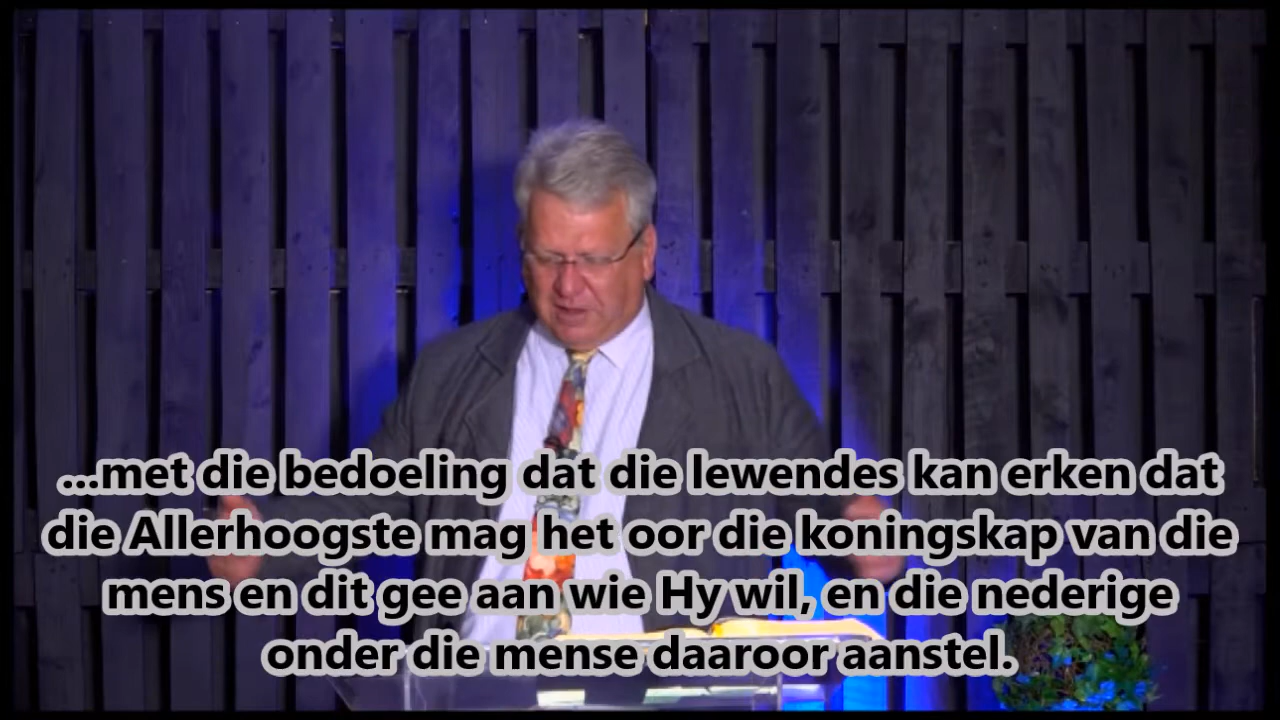 ...met die bedoeling dat die lewendes kan erken dat
die Allerhoogste mag het oor die koningskap van die
mens en dit gee aan wie Hy wil, en die nederige
onder die mense daaroor aanstel.